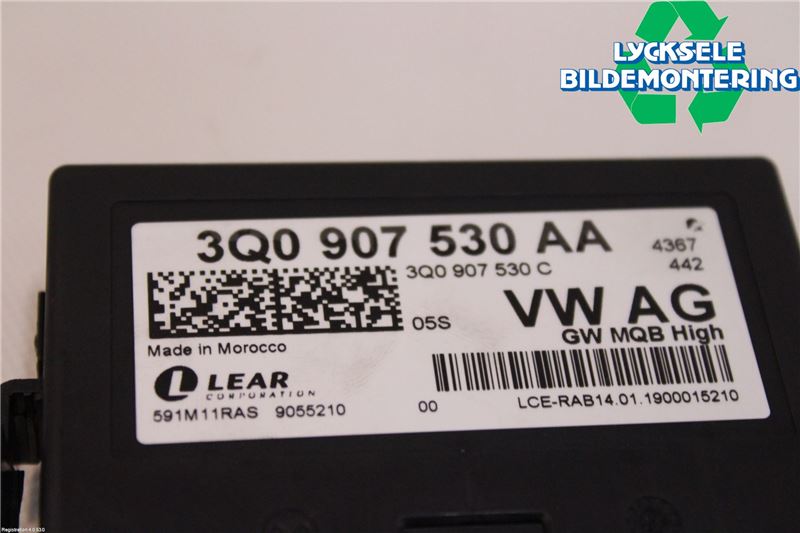 LYCKSELE
BILDEMONTERING
3Q0 907 530 AA
4367
3Q0 907 530 C
442
05S
VW AG
GW MQB High
Made in Morocco
LEAR
CORPORATION
591M11RAS 9055210
00
LCE-RAB14.01.1900015210